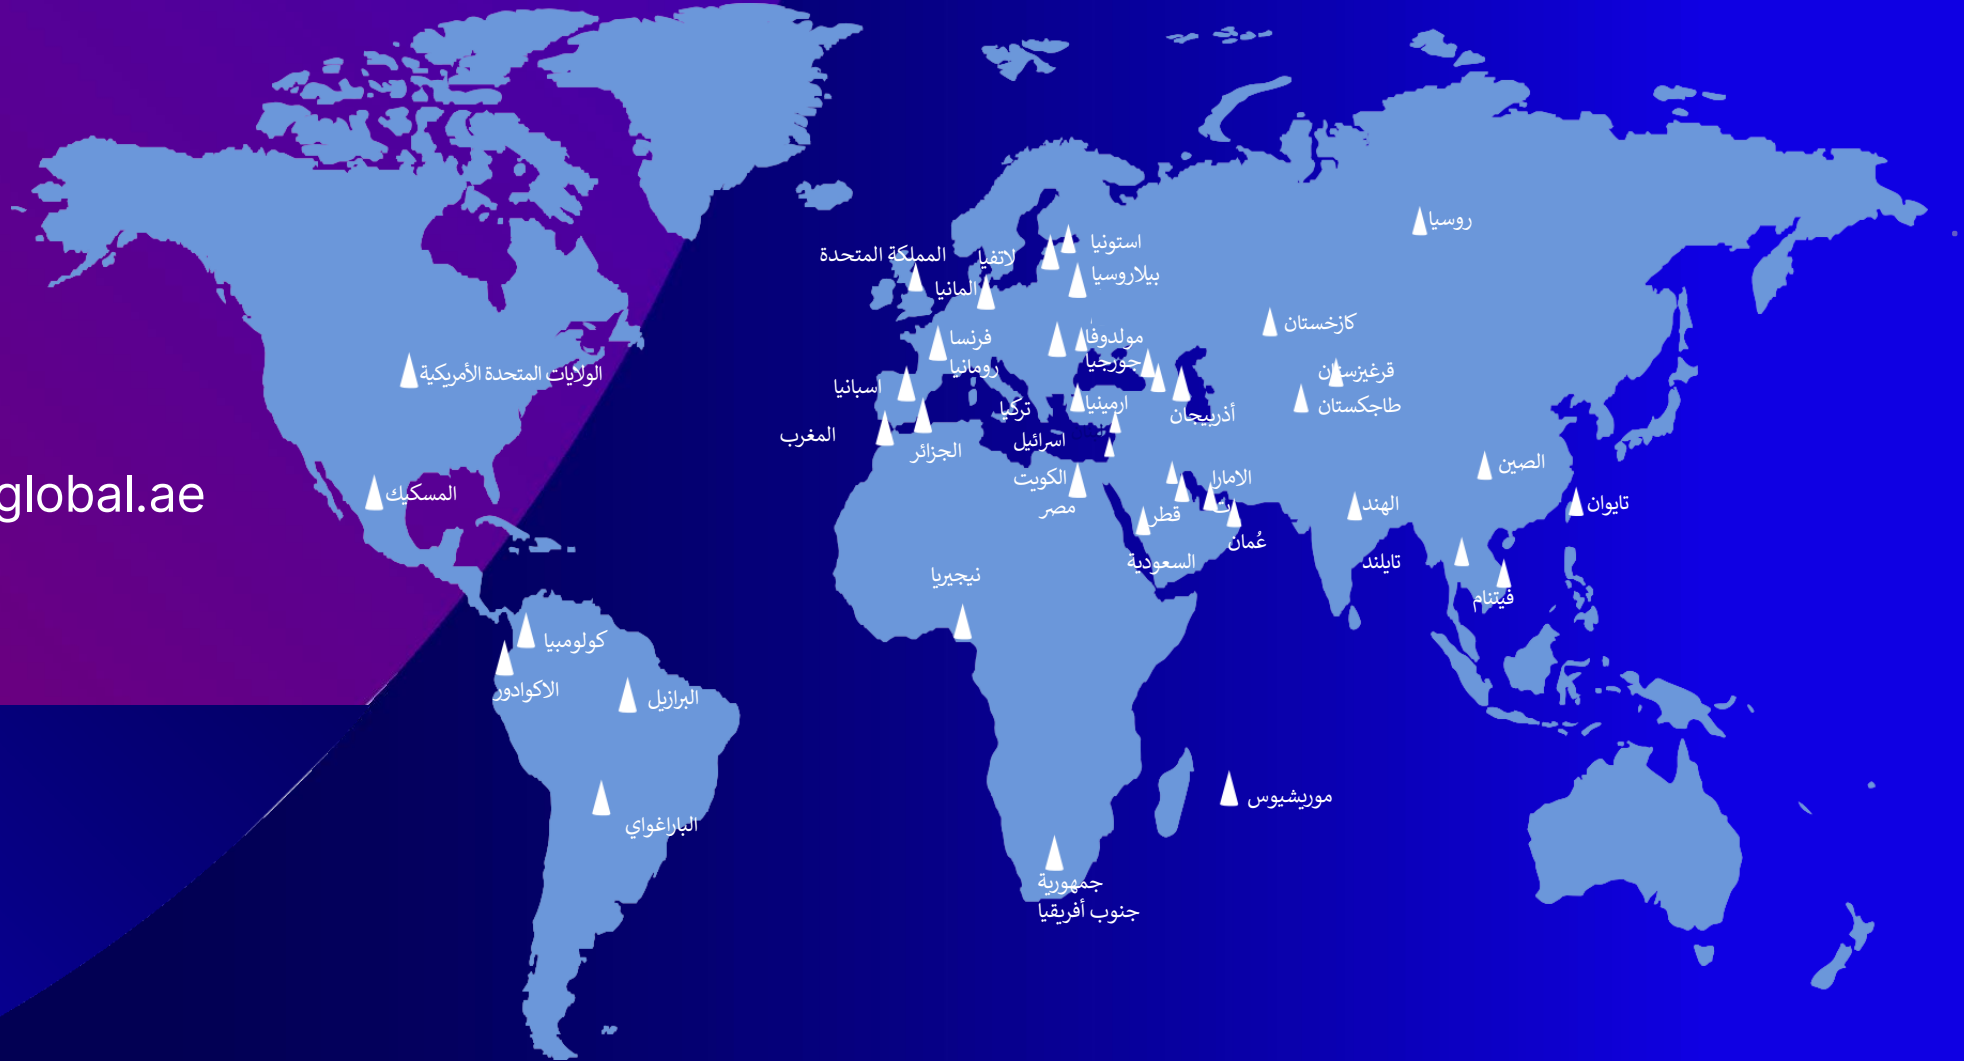 روسيا
استونيا
المملكة المتحدة
لاتفيا
بيلاروسيا
المانيا
كازخستان
مولدوفا
فرنسا
جورجيا
رومانيا
قرغيزستان
الولايات المتحدة الأمريكية
اسبانيا
ارمينيا
طاجكستان
تركيا
أذربيجان
المغرب
اسرائيل
الجزائر
الصين
الكويت
الامارا
ت
المسكيك
global.ae
مصر
قطر
الهند
تايوان
عُمان
السعودية
تايلند
نيجيريا
فيتنام
كولومبيا
الاكوادور
البرازيل
موريشيوس
الباراغواي
جمهورية
جنوب أفريقيا